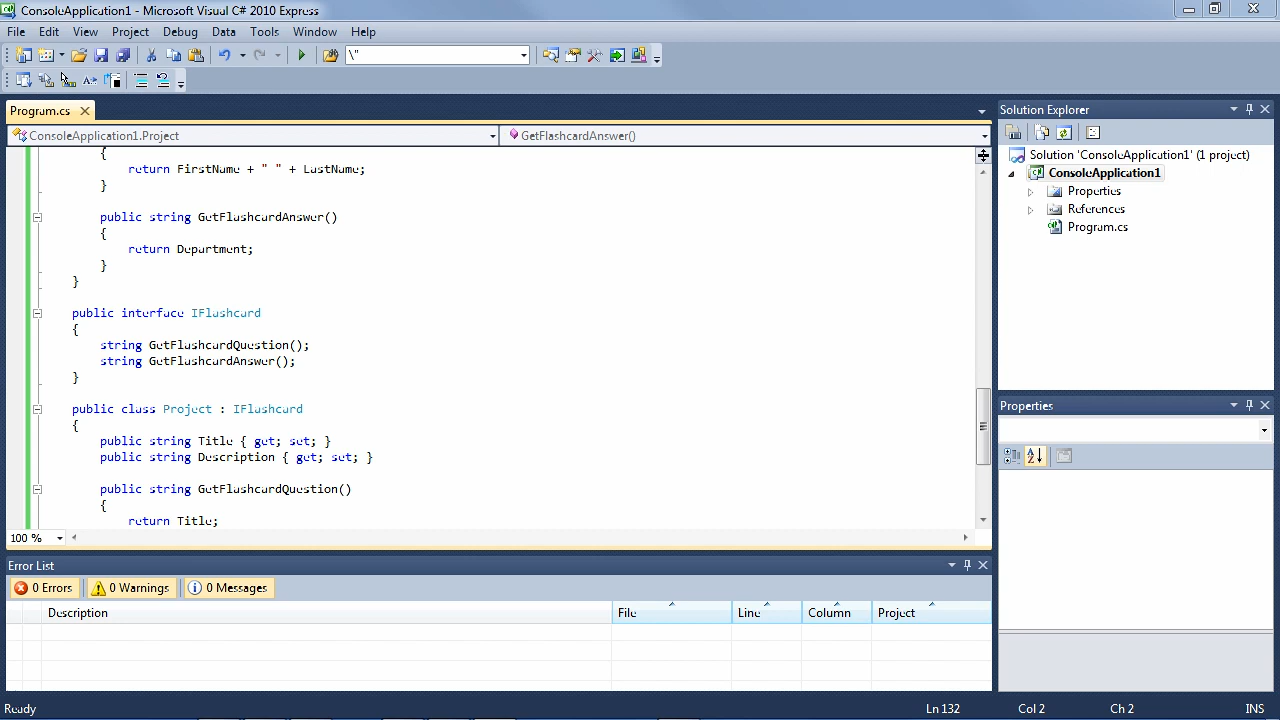 ConsoleApplication1 - Microsoft Visual C# 2010 Express
File Edit View Project Debug Data Tools Window Help
\"
Program.cs
ConsoleApplication1.Project GetFlashcardAnswer()
{
return FirstName + " " + LastName;
}
public string GetFlashcardAnswer()
{
return Department;
}
}
public interface IFlashcard
{
string GetFlashcardQuestion();
string GetFlashcardAnswer();
}
public class Project : IFlashcard
{
public string Title { get; set; }
public string Description { get; set; }
public string GetFlashcardQuestion()
{
return Title;
100 %
Solution Explorer
Solution 'ConsoleApplication1' (1 project)
ConsoleApplication1
Properties
References
Program.cs
Properties
Error List
0 Errors 0 Warnings 0 Messages
Description File Line Column Project
Ready Ln 132 Col 2 Ch 2 INS